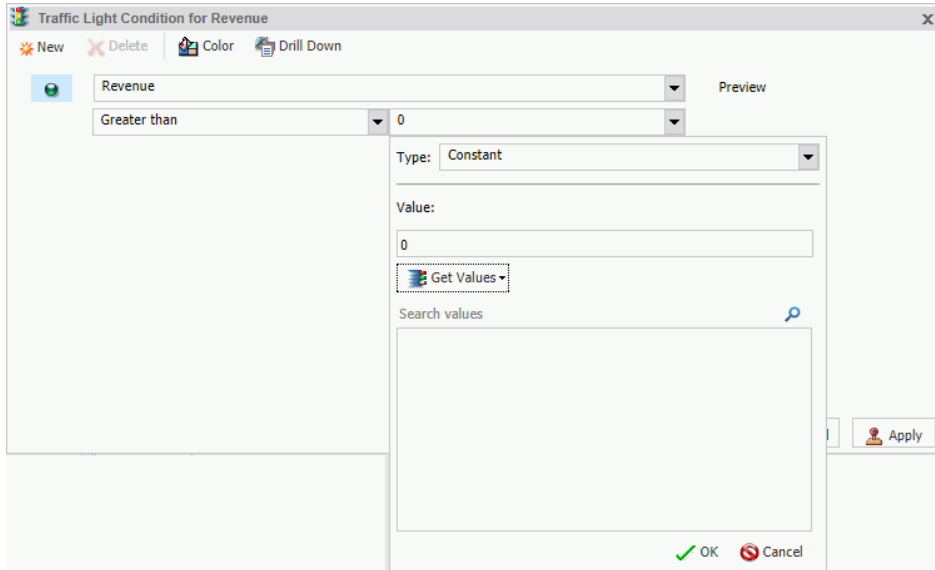 Traffic Light Condition for Revenue x
New Delete Color Drill Down
Revenue Preview
Greater than 0
Type: Constant
Value:
0
Get Values
Search values
Apply
OK Cancel